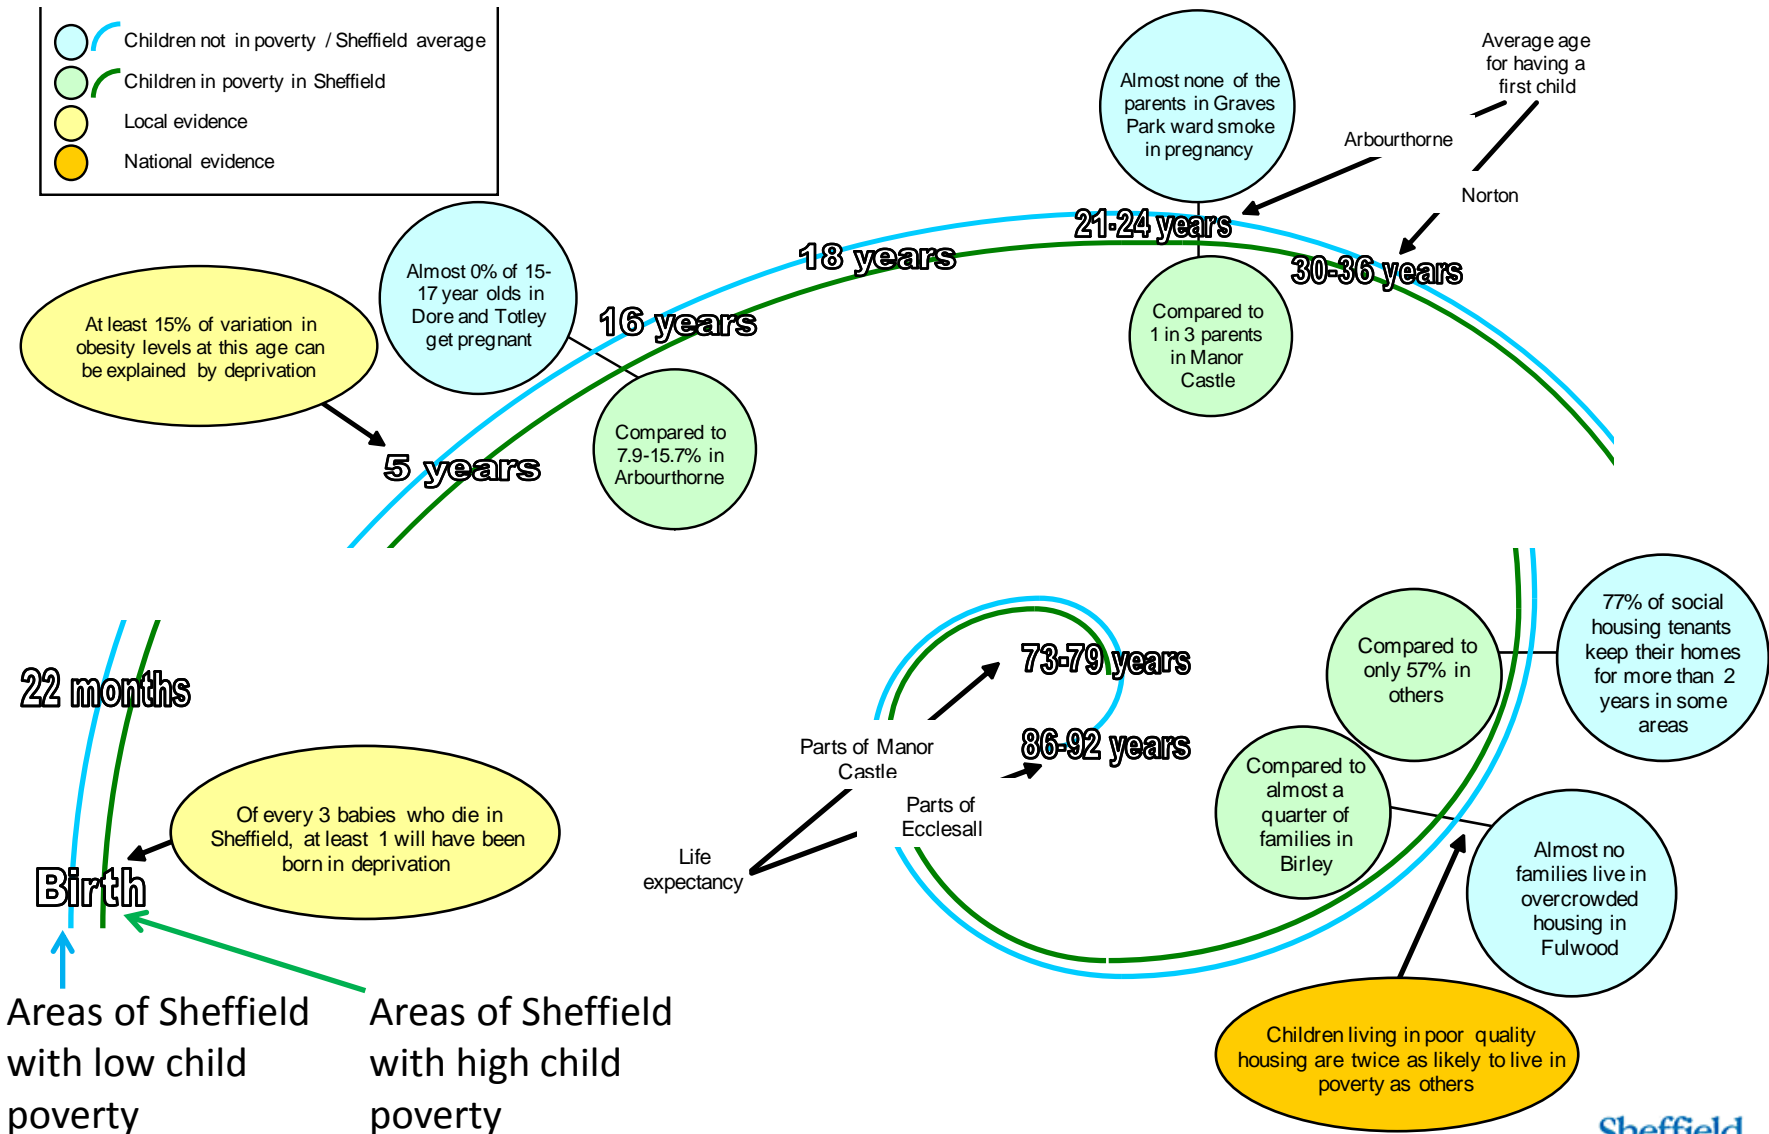 Children not in poverty / Sheffield average
Children in poverty in Sheffield
Local evidence
National evidence
Almost none of the
parents in Graves
Park ward smoke
in pregnancy
Average age
for having a
first child
Arbourthorne
Norton
21-24 years
18 years
30-36 years
Almost 0% of 15-
17 year olds in
Dore and Totley
get pregnant
16 years
At least 15% of variation in
obesity levels at this age can
be explained by deprivation
Compared to
1 in 3 parents
in Manor
Castle
5 years
Compared to
7.9-15.7% in
Arbourthorne
22 months
Of every 3 babies who die in
Sheffield, at least 1 will have been
born in deprivation
Birth
Areas of Sheffield
with low child
poverty
Areas of Sheffield
with high child
poverty
73-79 years
86-92 years
Parts of Manor
Castle
Parts of
Ecclesall
Life
expectancy
Compared to
only 57% in
others
77% of social
housing tenants
keep their homes
for more than 2
years in some
areas
Compared to
almost a
quarter of
families in
Birley
Almost no
families live in
overcrowded
housing in
Fulwood
Children living in poor quality
housing are twice as likely to live in
poverty as others
Sheffield